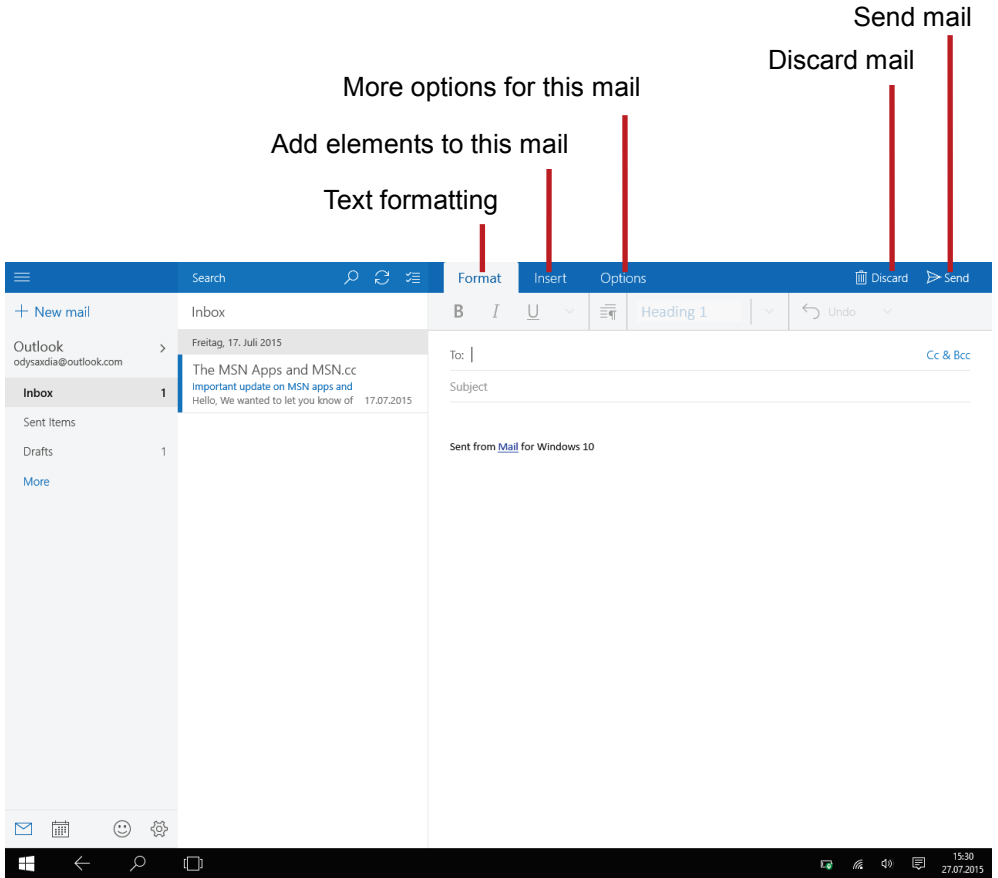 Send mail
Discard mail
More options for this mail
Add elements to this mail
Text formatting
Search
Format Insert Options
Discard Send
+ New mail
Inbox
B I U Heading 1 Undo
Outlook
odysaxdia@outlook.com
Freitag, 17. Juli 2015
To: Cc & Bcc
The MSN Apps and MSN.cc
Important update on MSN apps and
Hello, We wanted to let you know of 17.07.2015
Subject
Inbox 1
Sent Items
Drafts 1
More
Sent from Mail for Windows 10
15:30
27.07.2015